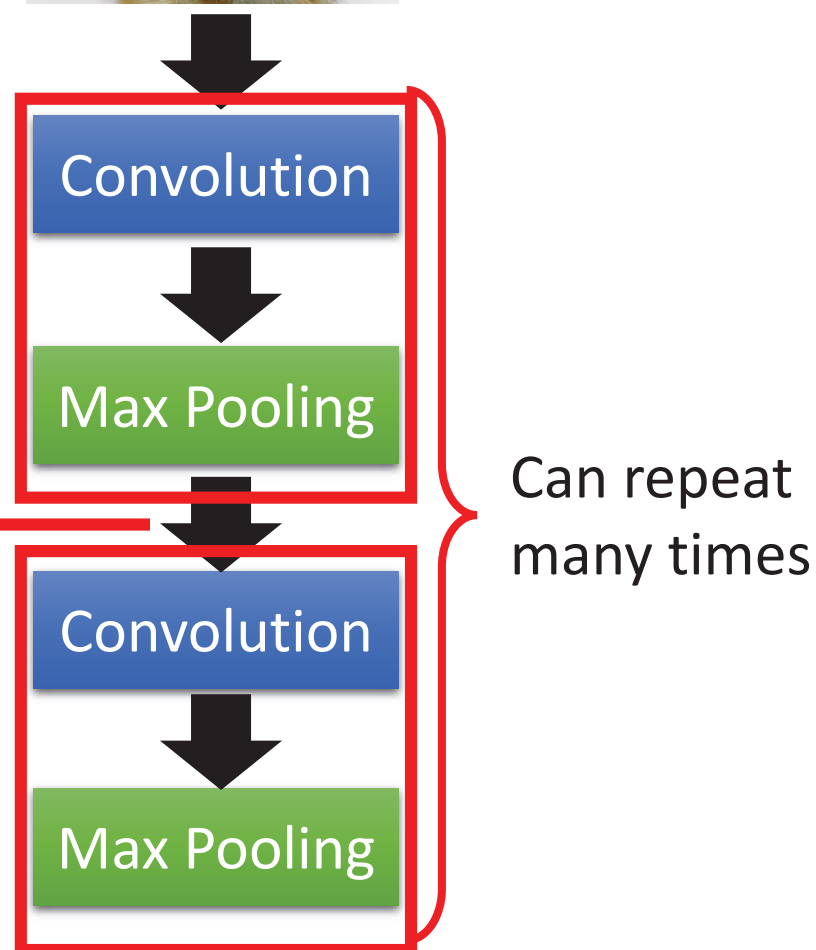 Convolution
Max Pooling
Can repeat
many times
Convolution
Max Pooling